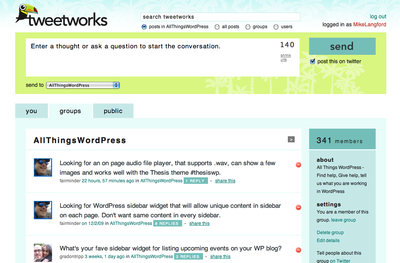 tweetworks
search tweetworks
posts in AllThingsWordPress all posts groups users
log out
logged in as MikeLangford
Enter a thought or ask a question to start the conversation.
140
send
post this on twitter
send to AllThingsWordPress
you groups public
AllThingsWordPress
Looking for an on page audio file player, that supports .wav, can show a few
images and works well with the Thesis theme #thesiswp.
22 hours, 57 minutes ago in AllThingsWordPress 1 REPLY - share this
Looking for WordPress sidebar widget that will allow unique content in sidebar
on each page. Don't want same content in every sidebar.
on 12/2/09 in AllThingsWordPress REPLIES - share this
What's your fave sidebar widget for listing upcoming events on your WP blog?
3 weeks, 1 day ago in AllThingsWordPress REPLIES - share this
341 members
about
All Things WordPress -
Find help, Give help, tell
us what you are working
in WordPress
settings
You are a member of this
group. leave group
Delete group
Edit details
Tell people about this
group on Twitter